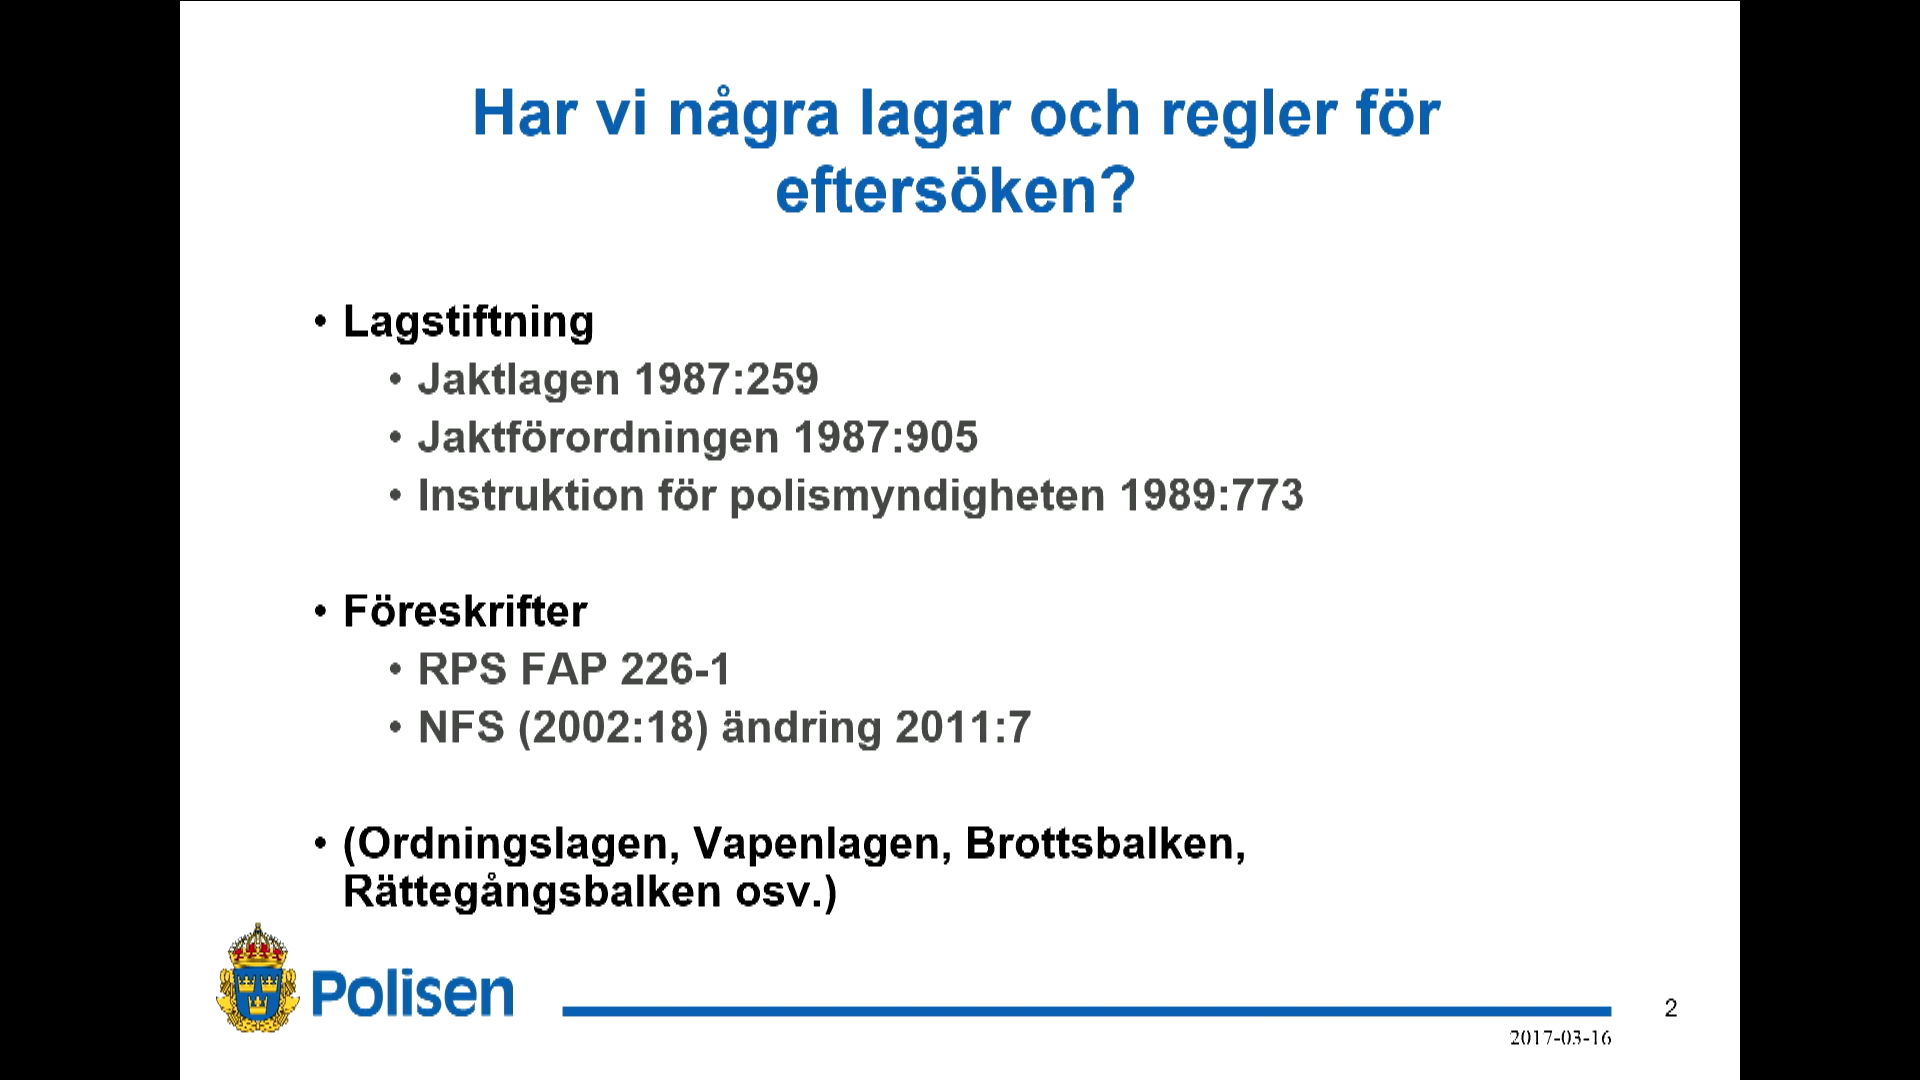 Har vi några lagar och regler för
eftersöken?
• Lagstiftning
• Jaktlagen 1987:259
• Jaktförordningen 1987:905
• Instruktion för polismyndigheten 1989:773
• Föreskrifter
• RPS FAP 226-1
• NFS (2002:18) ändring 2011:7
• (Ordningslagen, Vapenlagen, Brottsbalken,
Rättegångsbalken osv.)
Polisen
2
2017-03-16